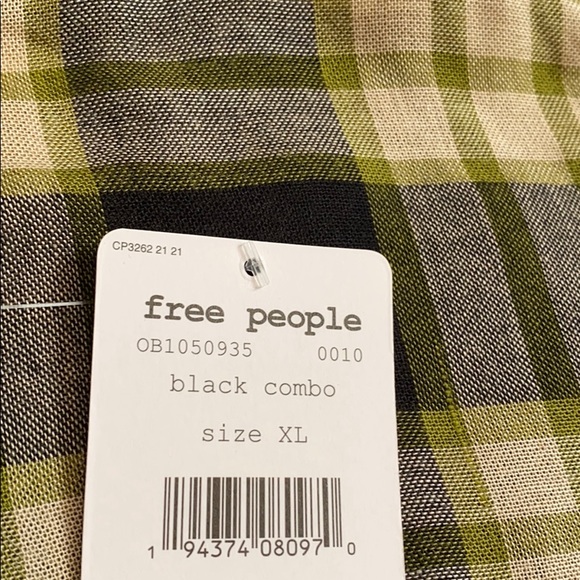 CP3262 21 21
free people
OB1050935 0010
black combo
size XL
1 94374 08097 0